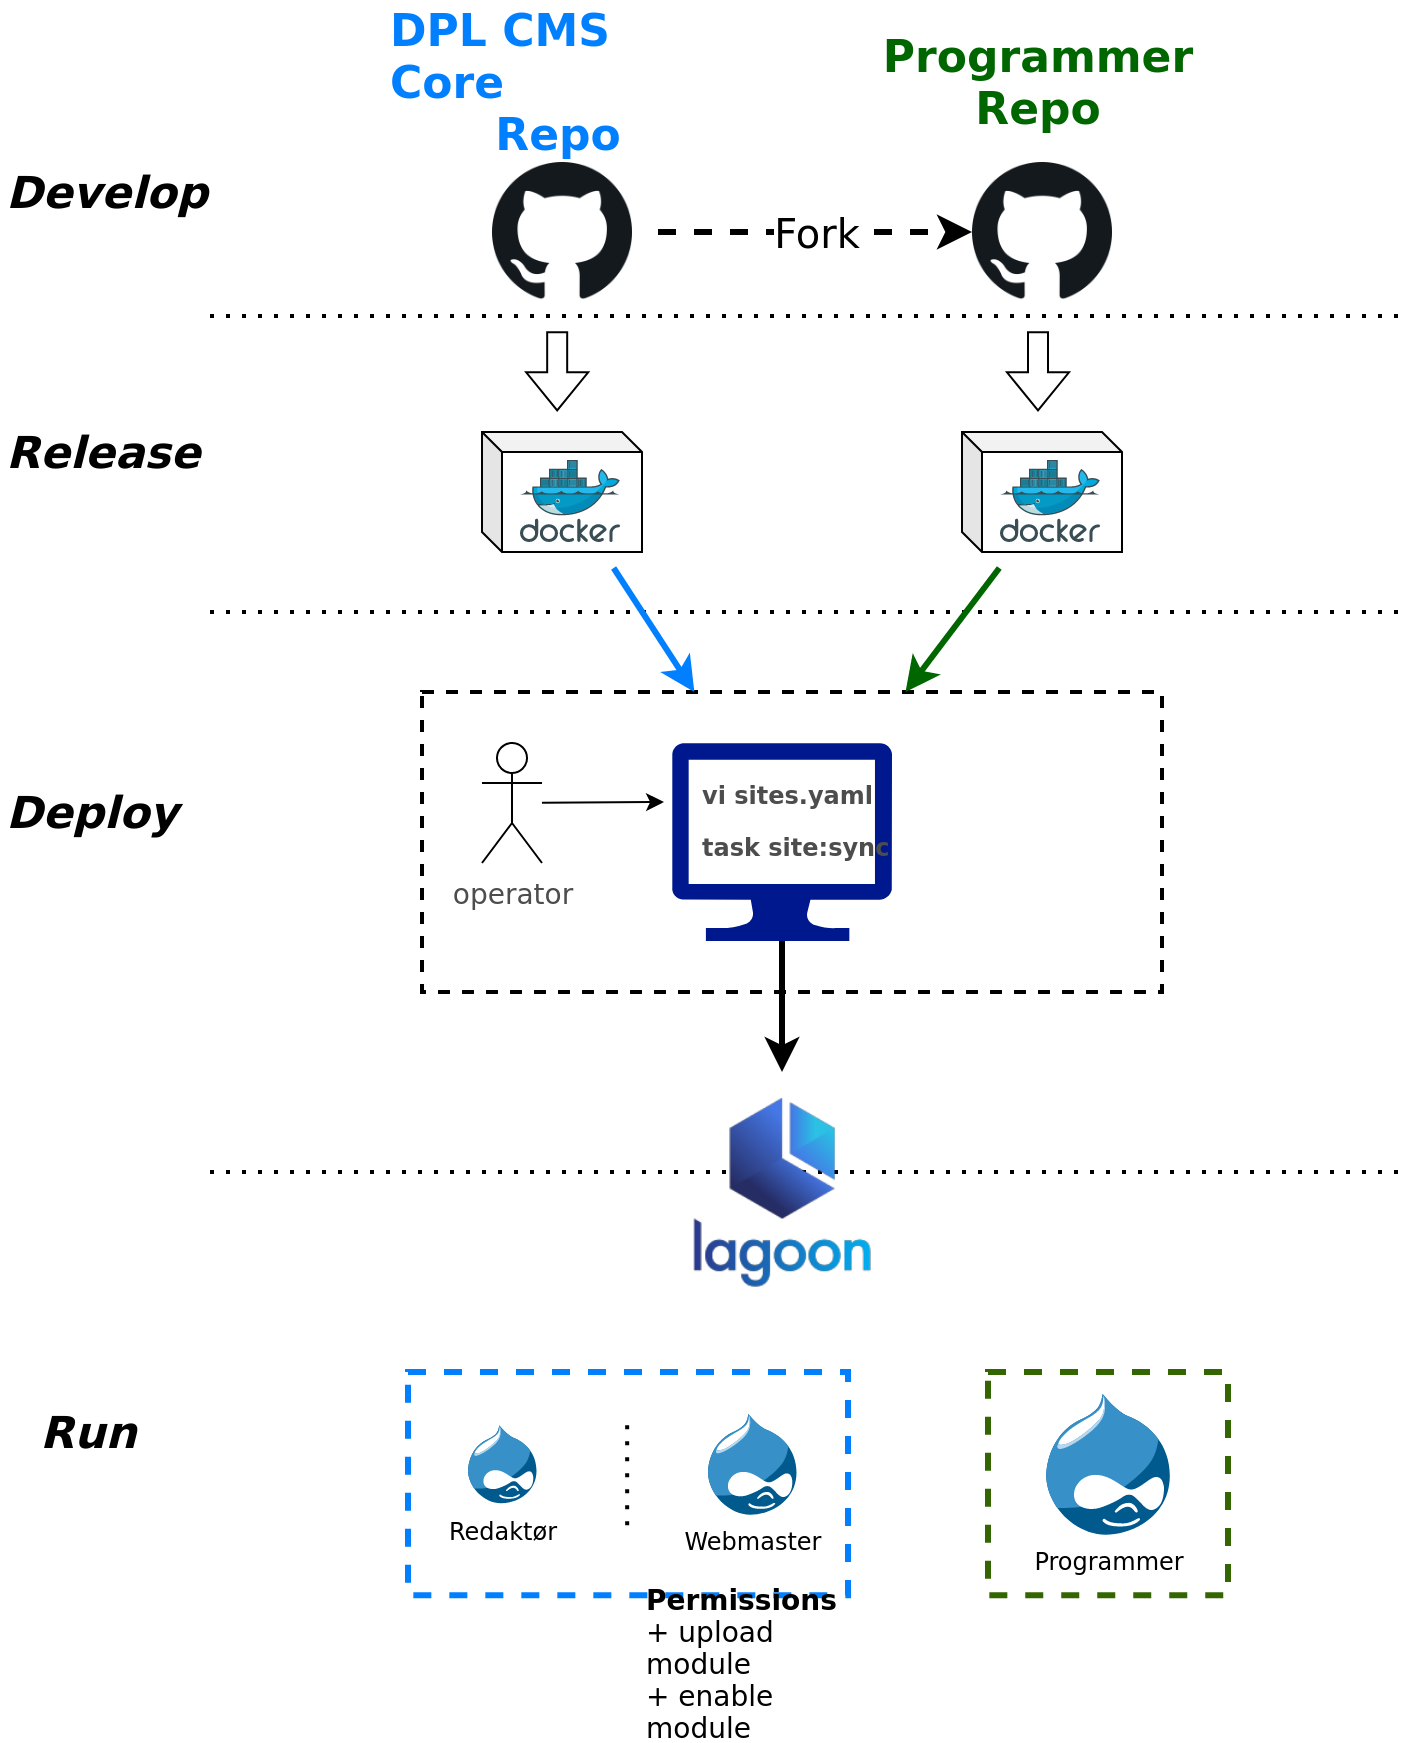 DPL CMS
Core
Repo
Programmer
Repo
Develop
Fork
Release
docker
docker
Deploy
vi sites.yaml
task site:sync
operator
lagoon
Run
Redaktør
Webmaster
Programmer
Permissions
+ upload
module
+ enable
module